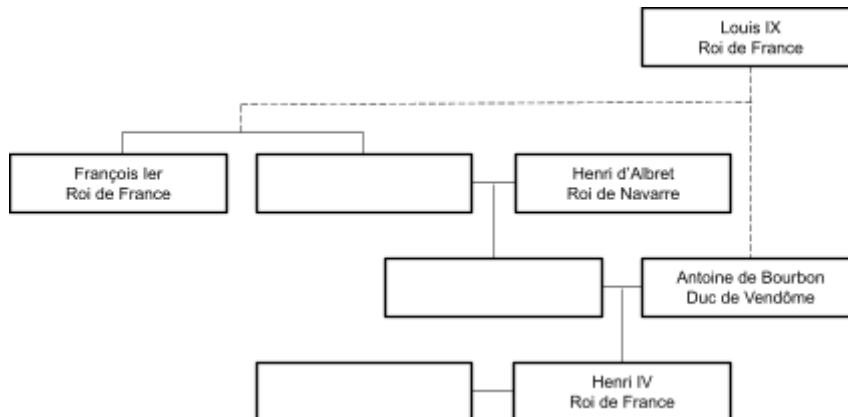 Louis IX
Roi de France
François Ier
Roi de France
Henri d'Albret
Roi de Navarre
Antoine de Bourbon
Duc de Vendôme
Henri IV
Roi de France